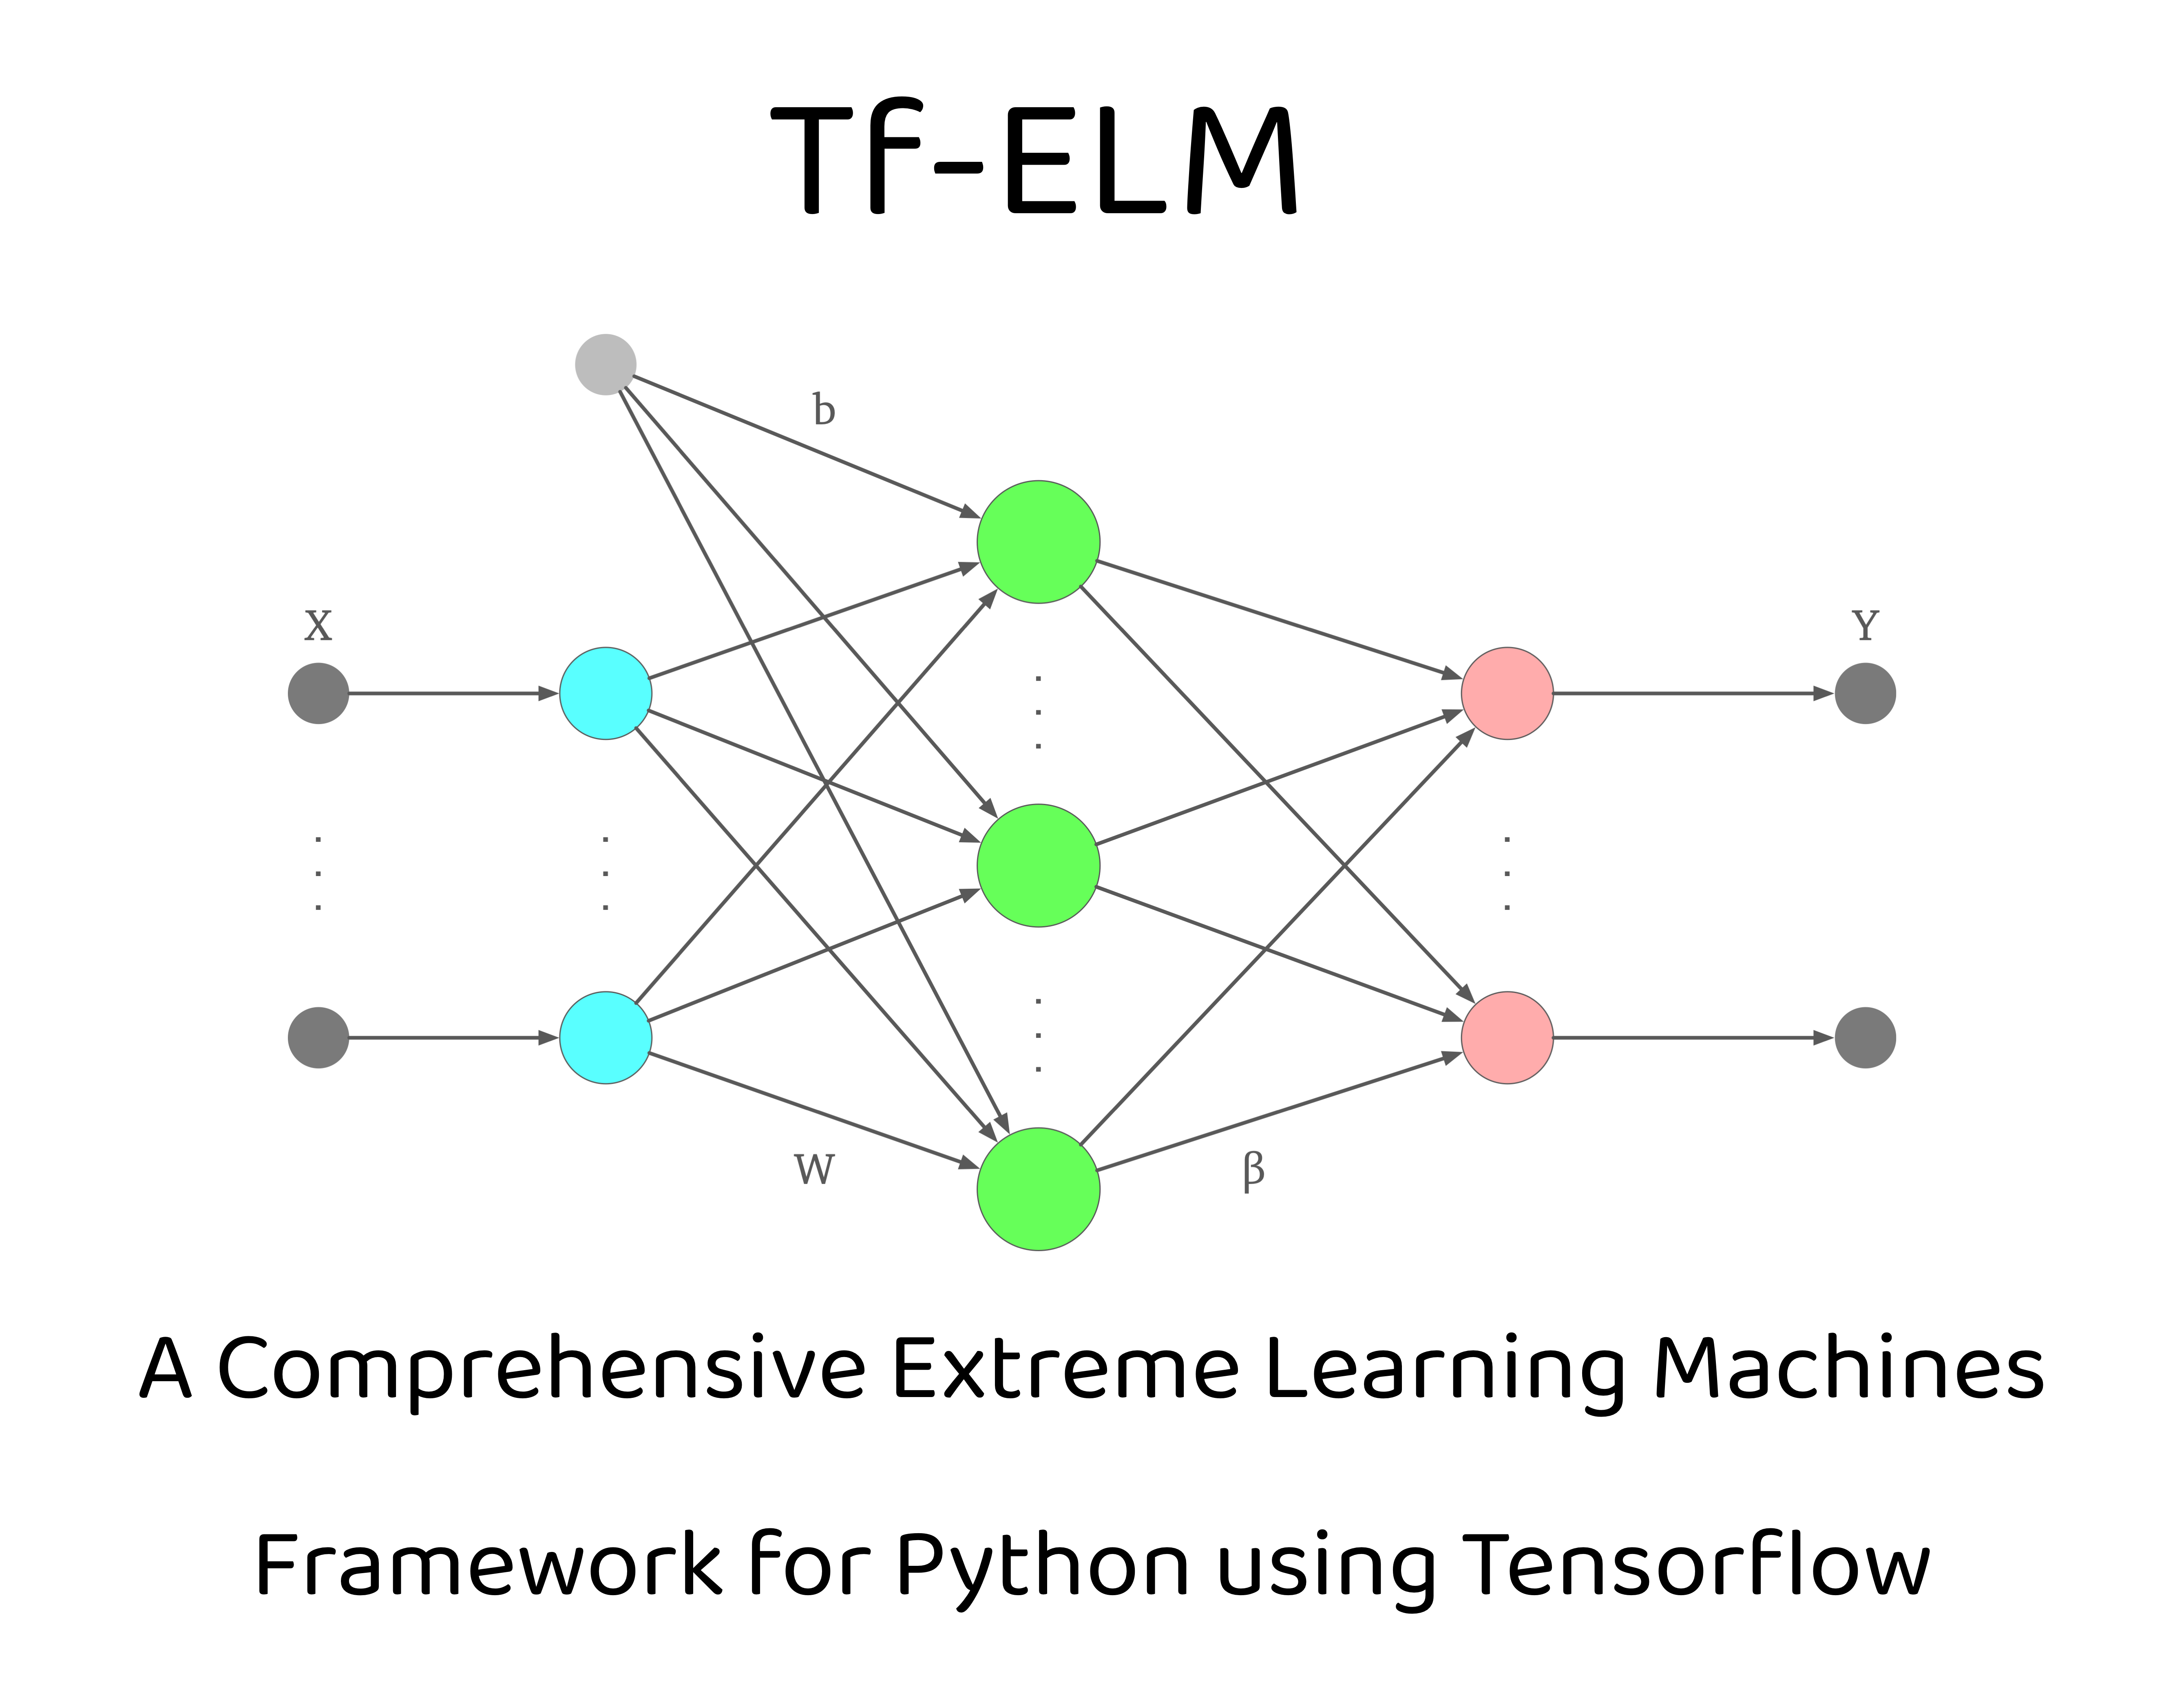 Tf-ELM
b
X
Y
W
β
A Comprehensive Extreme Learning Machines
Framework for Python using Tensorflow